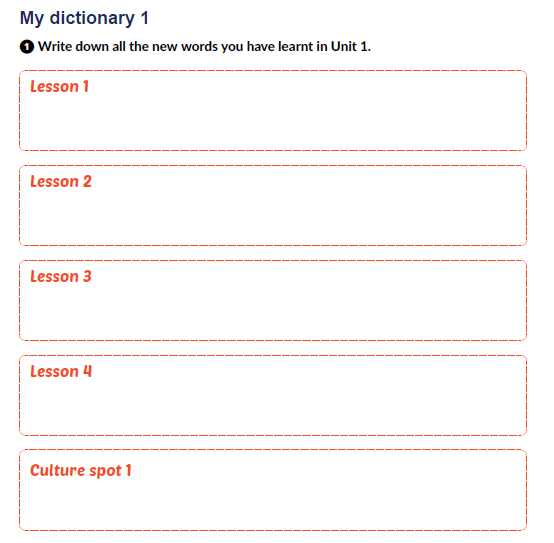 My dictionary 1
1 Write down all the new words you have learnt in Unit 1.
Lesson 1
Lesson 2
Lesson 3
Lesson 4
Culture spot 1